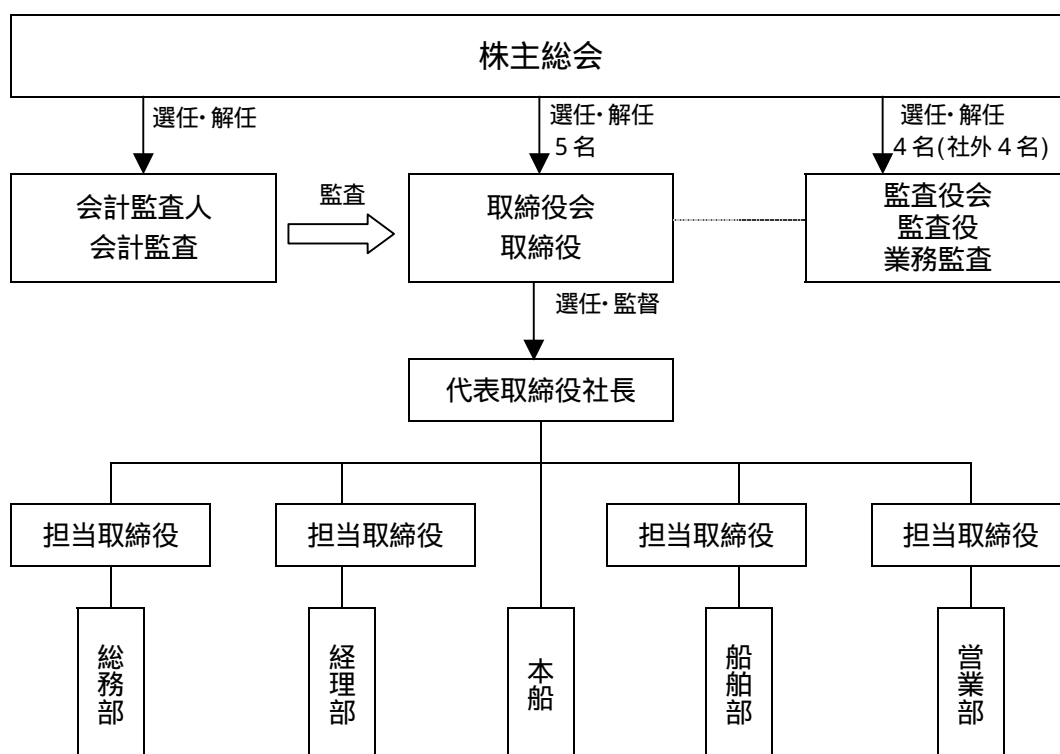 株主総会
選任・解任
選任・解任
5名
選任・解任
4名(社外4名)
会計監査人
会計監査
監査
取締役会
取締役
監査役会
監査役
業務監査
選任・監督
代表取締役社長
担当取締役
担当取締役
担当取締役
担当取締役
総務部
経理部
本船
船舶部
営業部